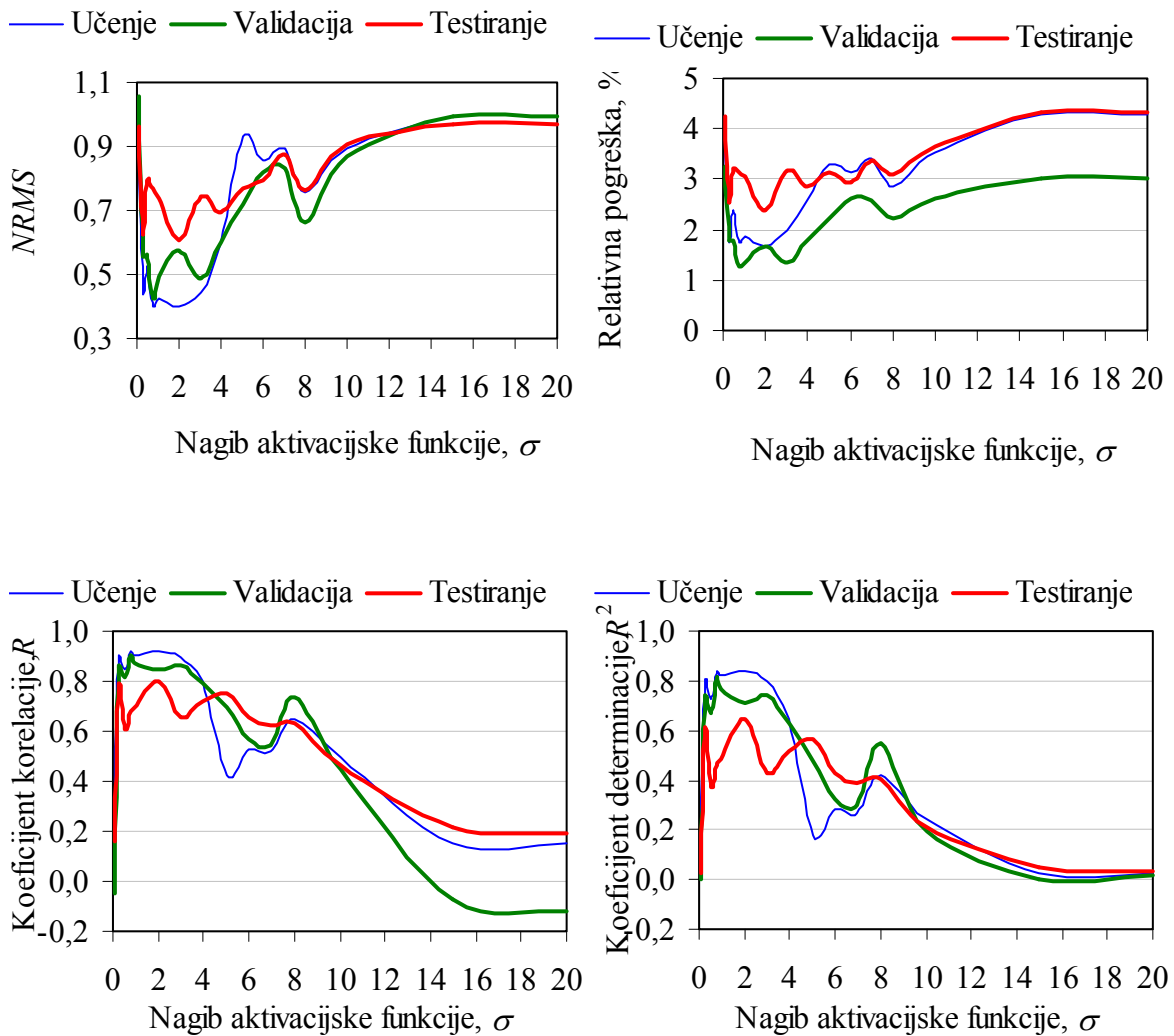 Učenje Validacija Testiranje
NRMS
1,1
0,9
0,7
0,5
0,3
0 2 4 6 8 10 12 14 16 18 20
Nagib aktivacijske funkcije, σ
Učenje Validacija Testiranje
Relativna pogreška, %
5
4
3
2
1
0
0 2 4 6 8 10 12 14 16 18 20
Nagib aktivacijske funkcije, σ
Učenje Validacija Testiranje
Koeficijent korelacije,R
1,0
0,8
0,6
0,4
0,2
0,0
-0,2
0 2 4 6 8 10 12 14 16 18 20
Nagib aktivacijske funkcije, σ
Učenje Validacija Testiranje
Koeficijent determinacije,R²
1,0
0,8
0,6
0,4
0,2
0,0
-0,2
0 2 4 6 8 10 12 14 16 18 20
Nagib aktivacijske funkcije, σ